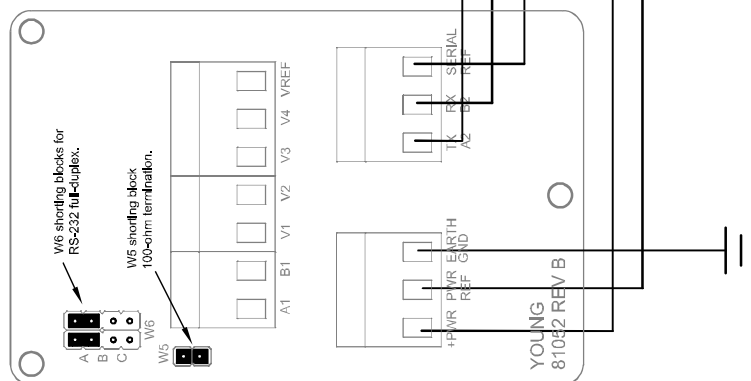 W6 shorting blocks for
RS-232 full-duplex.
W5 shorting block
100-ohm termination.
A
B
C
W6
W5
VREF
V4
V3
V2
V1
B1
A1
SERIAL
REF
RX
B2
TX
A2
EARTH
GND
PWR
REF
+PWR
YOUNG
81052 REV B